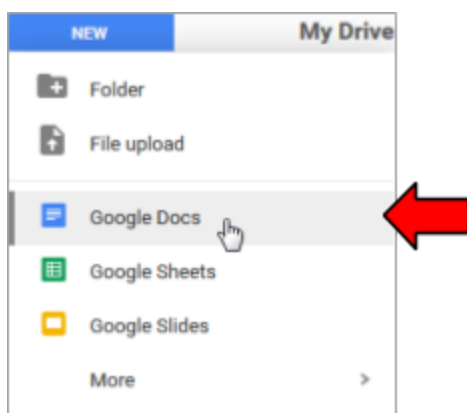 NEW My Drive
Folder
File upload
Google Docs
Google Sheets
Google Slides
More